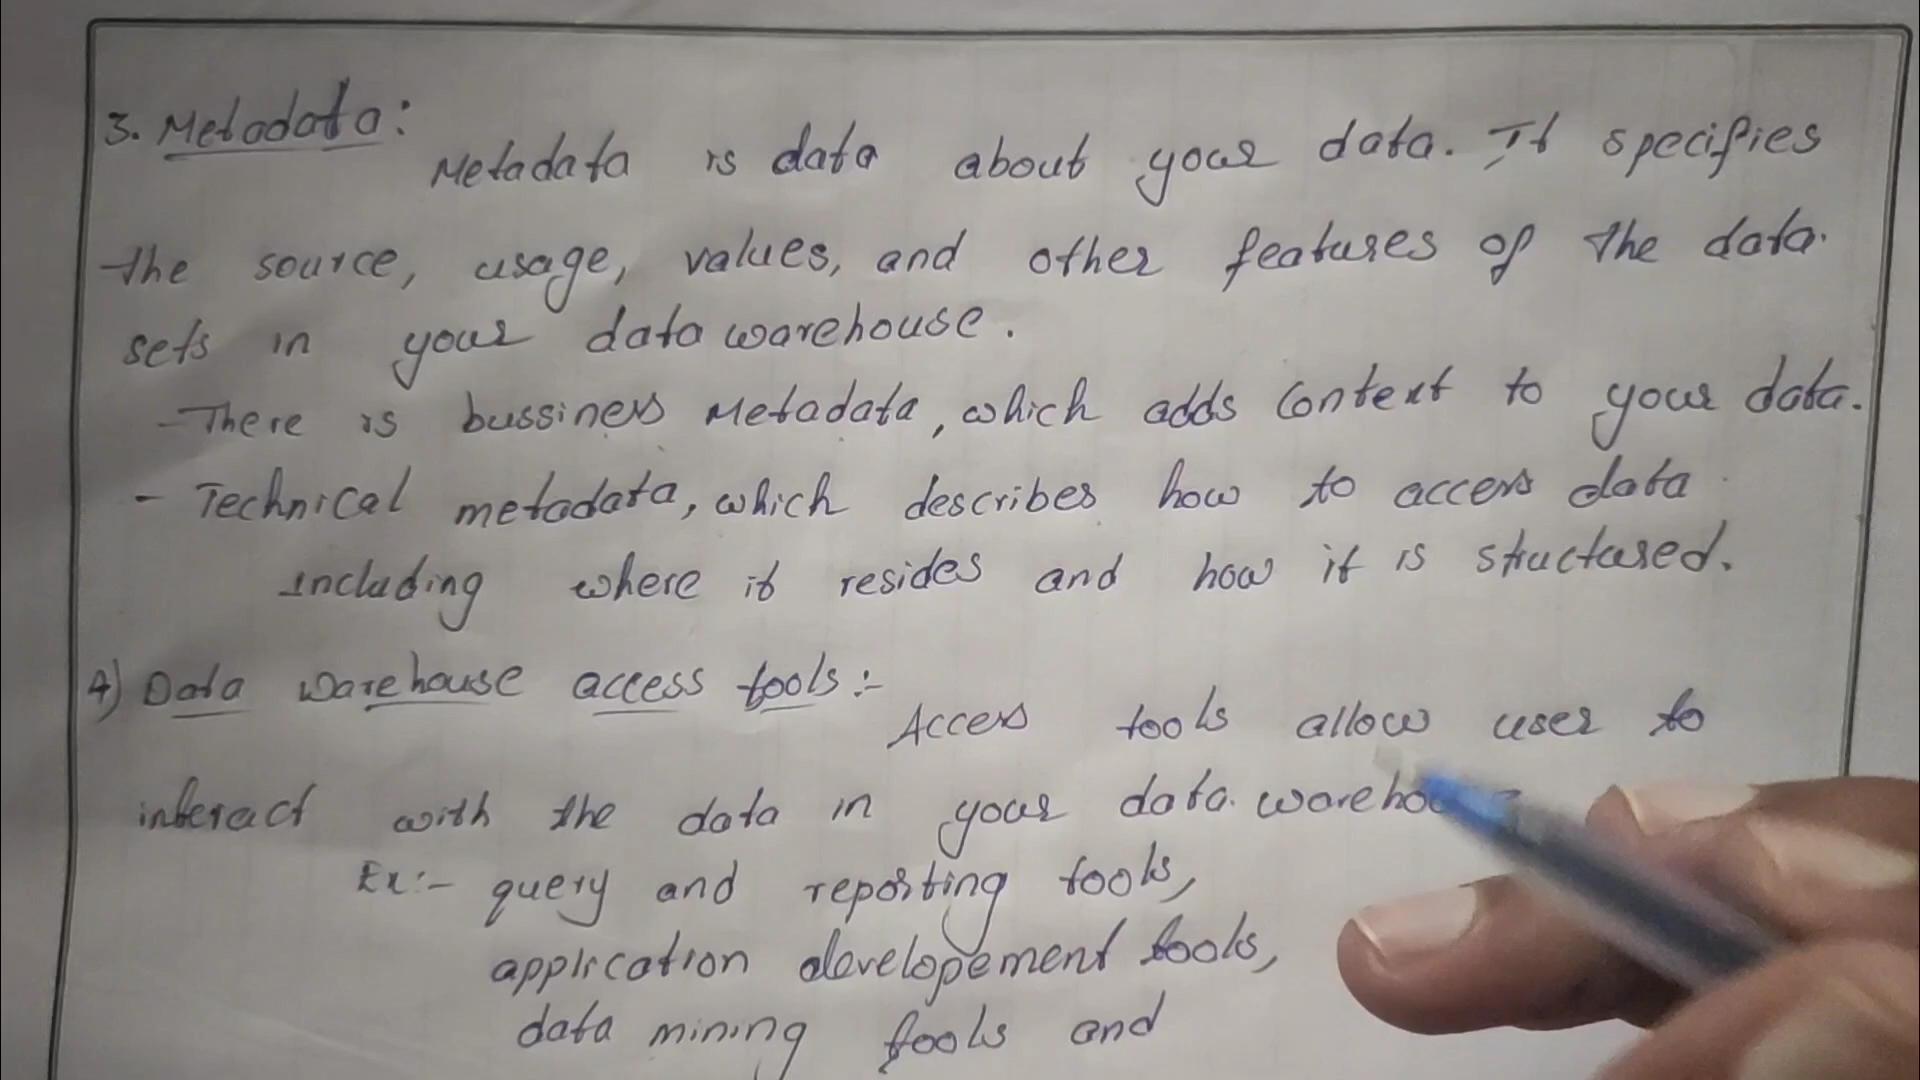 3. Metadata:
Metadata is data about your data. It specifies
the source, usage, values, and other features of the data.
sets in your data warehouse.
- There is bussiness Metadata, which adds context to your data.
- Technical metadata, which describes how to access data
including where it resides and how it is structured.
4) Data warehouse access tools:-
Access tools allow user to
interact with the data in your data. wareho
Ex:- query and reporting tools,
application developement tools,
data mining tools and